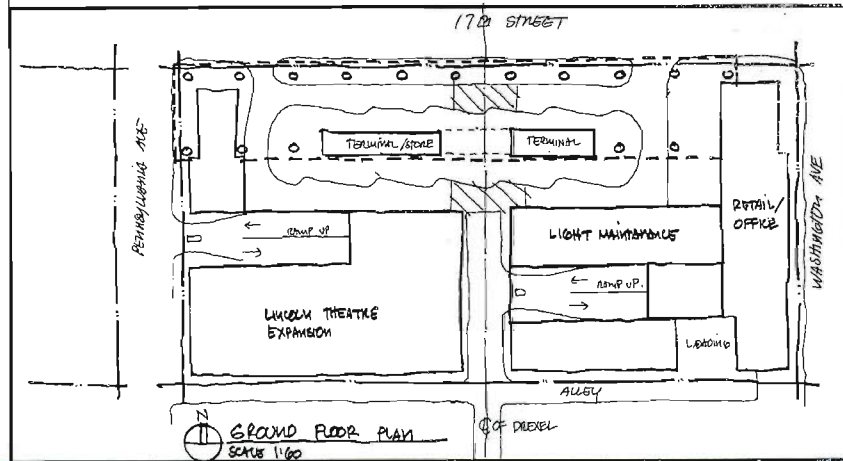 17th STREET
PENNSYLVANIA AVE
TERMINAL/STORE
TERMINAL
RETAIL/
OFFICE
WASHINGTON AVE
RAMP UP
LIGHT MAINTANANCE
RAMP UP.
LINCOLN THEATRE
EXPANSION
LOADING
ALLEY
N
GROUND FLOOR PLAN
SCALE 1:60
℄ OF DREXEL